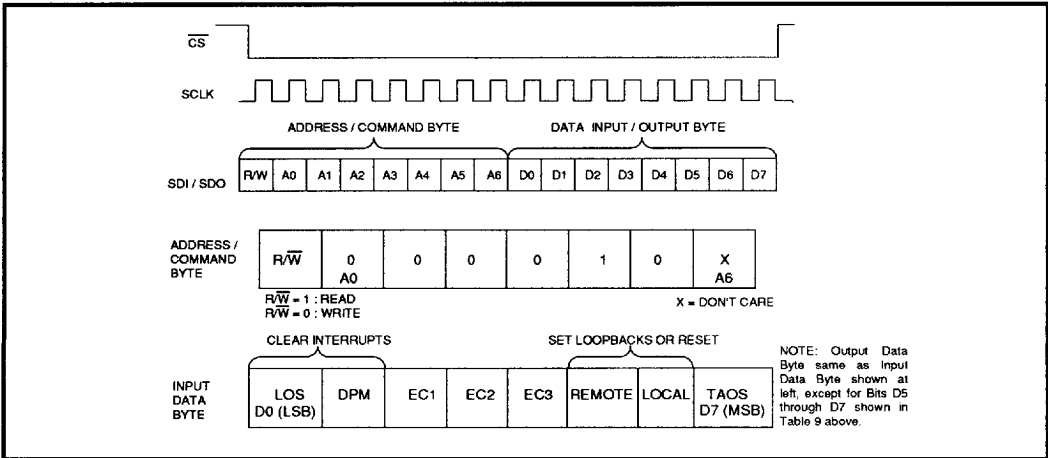 CS
SCLK
ADDRESS / COMMAND BYTE DATA INPUT / OUTPUT BYTE
SDI / SDO R/W A0 A1 A2 A3 A4 A5 A6 D0 D1 D2 D3 D4 D5 D6 D7
ADDRESS /
COMMAND
BYTE
R/W 0 0 0 0 1 0 X
A0 A6
R/W = 1 : READ
R/W = 0 : WRITE
X = DON'T CARE
CLEAR INTERRUPTS SET LOOPBACKS OR RESET
INPUT
DATA
BYTE
LOS DPM EC1 EC2 EC3 REMOTE LOCAL TAOS
D0 (LSB) D7 (MSB)
NOTE: Output Data
Byte same as Input
Data Byte shown at
left, except for Bits D5
through D7 shown in
Table 9 above.